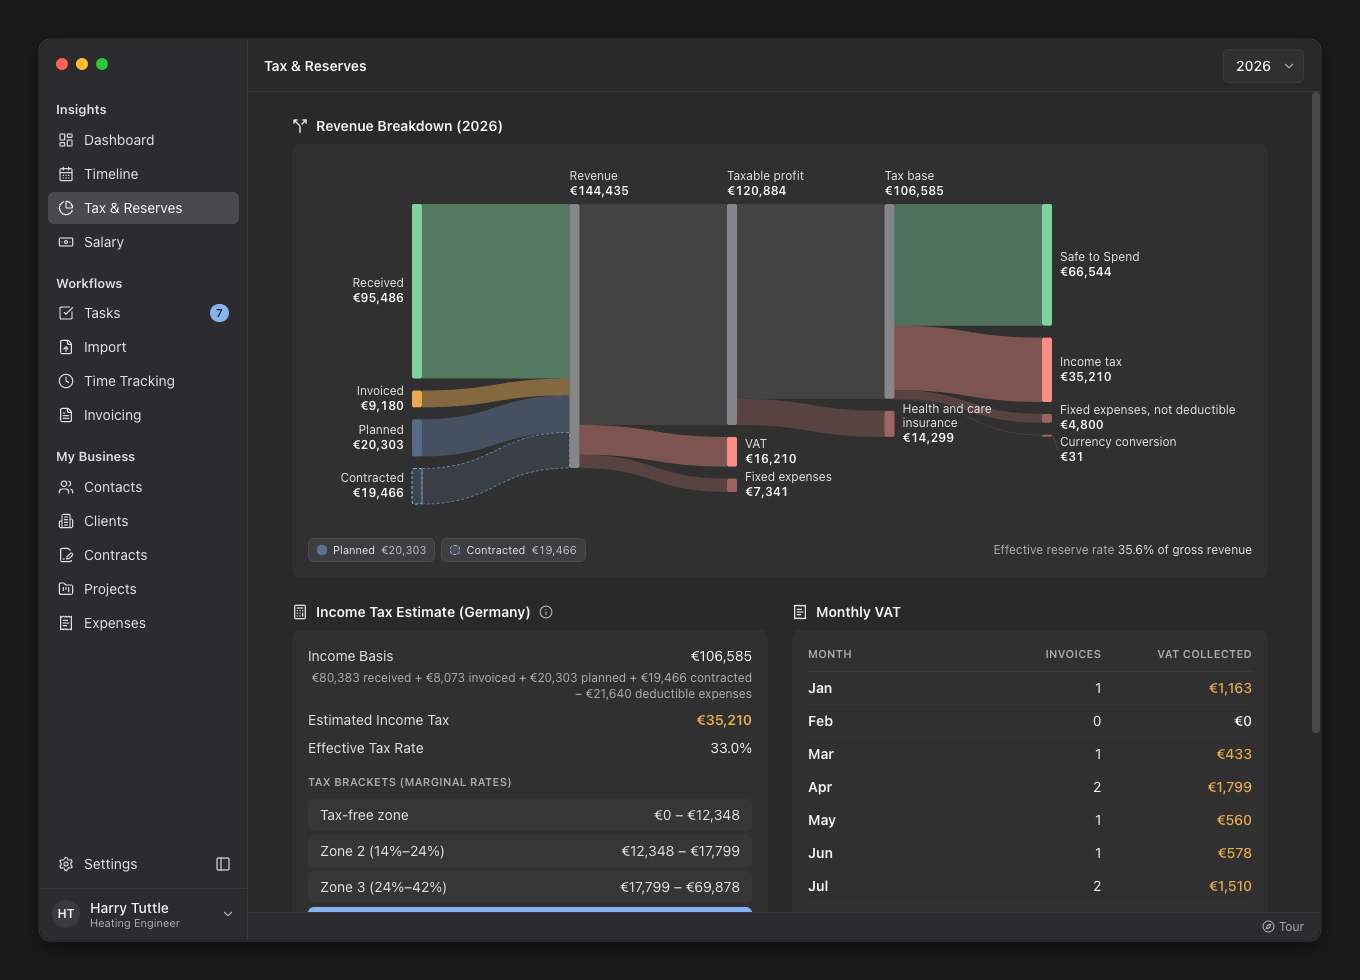 Insights
Dashboard
Timeline
Tax & Reserves
Salary
Workflows
Tasks 7
Import
Time Tracking
Invoicing
My Business
Contacts
Clients
Contracts
Projects
Expenses
Settings
HT
Harry Tuttle
Heating Engineer
Tax & Reserves
2026
Revenue Breakdown (2026)
Revenue
€144,435
Taxable profit
€120,884
Tax base
€106,585
Received
€95,486
Invoiced
€9,180
Planned
€20,303
Contracted
€19,466
VAT
€16,210
Fixed expenses
€7,341
Health and care
insurance
€14,299
Safe to Spend
€66,544
Income tax
€35,210
Fixed expenses, not deductible
€4,800
Currency conversion
€31
Planned €20,303
Contracted €19,466
Effective reserve rate 35.6% of gross revenue
Income Tax Estimate (Germany)
Income Basis €106,585
€80,383 received + €8,073 invoiced + €20,303 planned + €19,466 contracted
– €21,640 deductible expenses
Estimated Income Tax €35,210
Effective Tax Rate 33.0%
TAX BRACKETS (MARGINAL RATES)
Tax-free zone €0 – €12,348
Zone 2 (14%–24%) €12,348 – €17,799
Zone 3 (24%–42%) €17,799 – €69,878
Monthly VAT
MONTH INVOICES VAT COLLECTED
Jan 1 €1,163
Feb 0 €0
Mar 1 €433
Apr 2 €1,799
May 1 €560
Jun 1 €578
Jul 2 €1,510
Tour